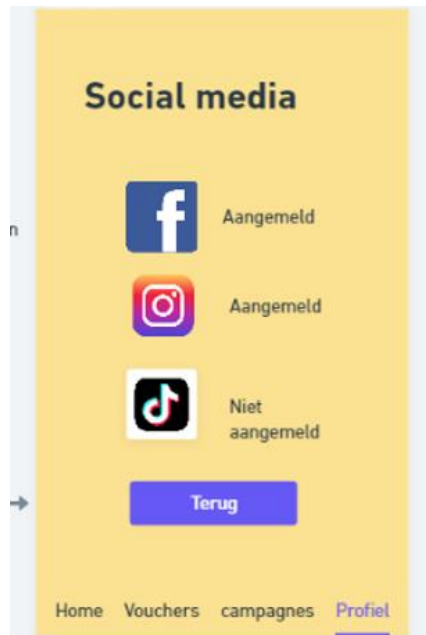 Social media
n
Aangemeld
Aangemeld
Niet
aangemeld
Terug
Home Vouchers campagnes Profiel